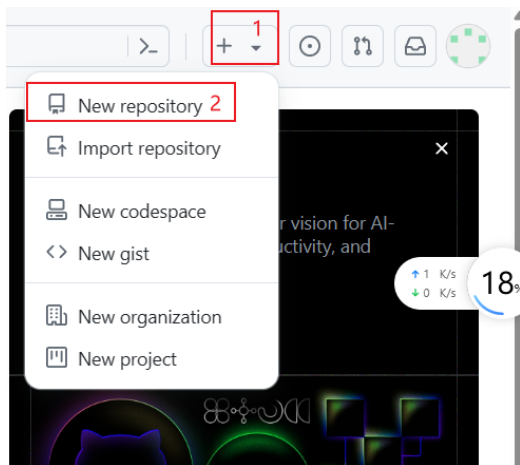 1
New repository 2
Import repository
New codespace
r vision for AI-
New gist
uctivity, and
1 K/s
0 K/s
18%
New organization
New project